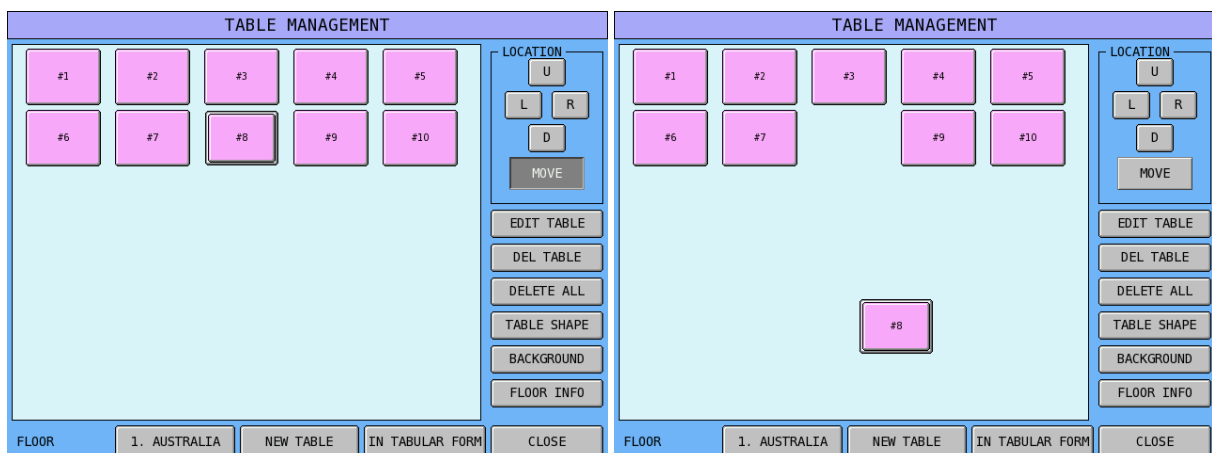 TABLE MANAGEMENT
#1 #2 #3 #4 #5
#6 #7 #8 #9 #10
LOCATION
U
L R
D
MOVE
EDIT TABLE
DEL TABLE
DELETE ALL
TABLE SHAPE
BACKGROUND
FLOOR INFO
FLOOR 1. AUSTRALIA NEW TABLE IN TABULAR FORM CLOSE
TABLE MANAGEMENT
#1 #2 #3 #4 #5
#6 #7 #9 #10
#8
LOCATION
U
L R
D
MOVE
EDIT TABLE
DEL TABLE
DELETE ALL
TABLE SHAPE
BACKGROUND
FLOOR INFO
FLOOR 1. AUSTRALIA NEW TABLE IN TABULAR FORM CLOSE